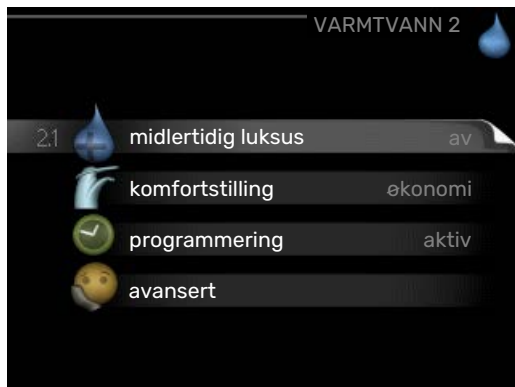 VARMTVANN 2
2.1 midlertidig luksus av
komfortstilling økonomi
programmering aktiv
avansert